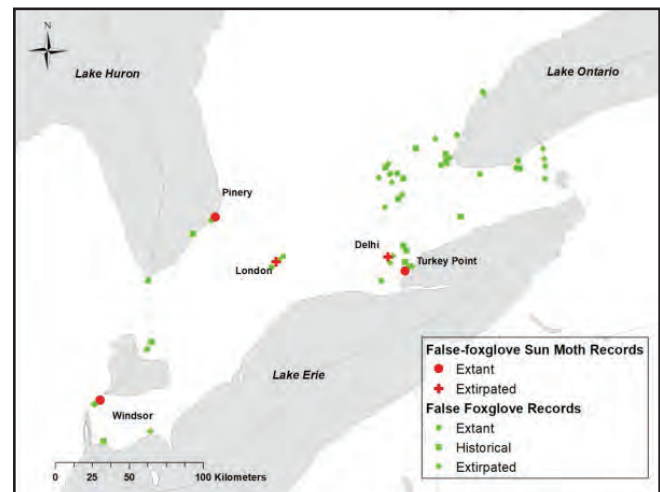 N
Lake Huron
Lake Ontario
Pinery
Delhi
London
Turkey Point
Lake Erie
Windsor
False-foxglove Sun Moth Records
Extant
Extirpated
False Foxglove Records
Extant
Historical
Extirpated
0 25 50 100 Kilometers